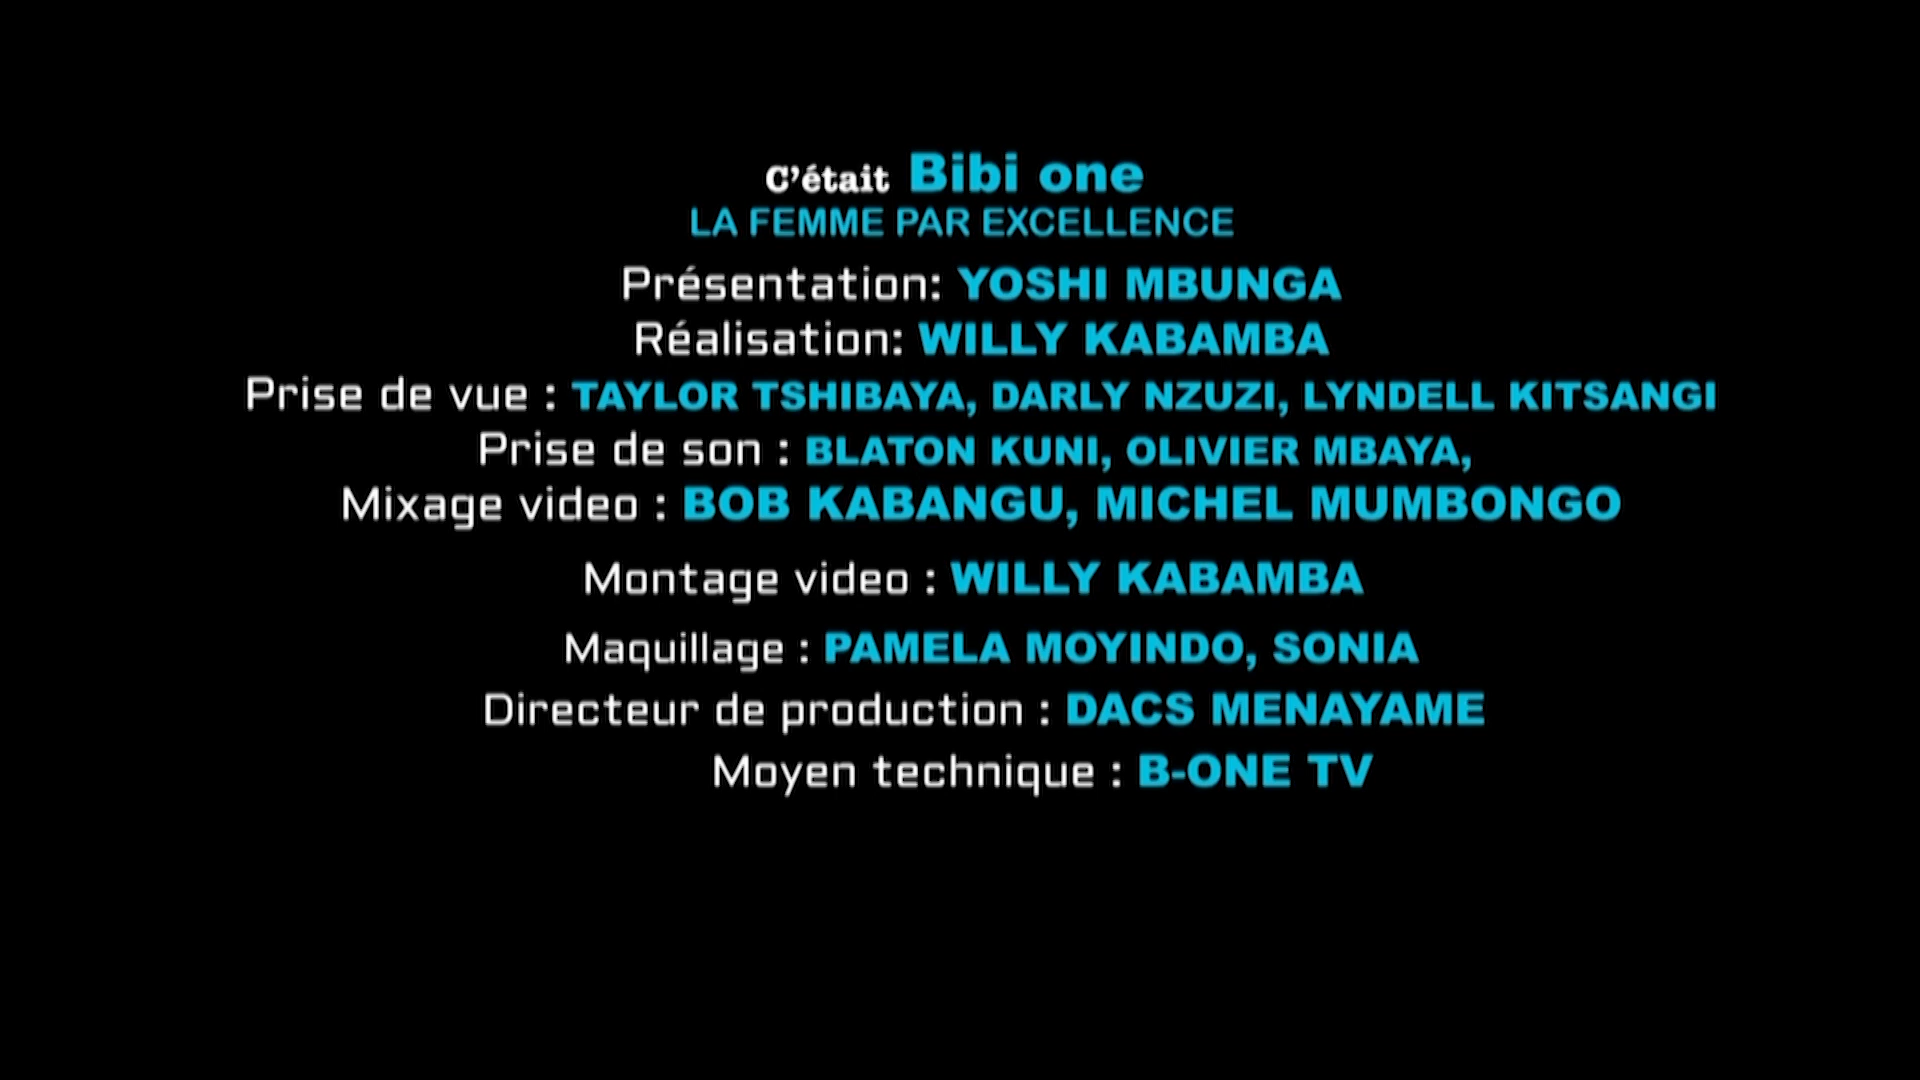 C'était Bibi one
LA FEMME PAR EXCELLENCE
Présentation: YOSHI MBUNGA
Réalisation: WILLY KABAMBA
Prise de vue : TAYLOR TSHIBAYA, DARLY NZUZI, LYNDELL KITSANGI
Prise de son : BLATON KUNI, OLIVIER MBAYA,
Mixage video : BOB KABANGU, MICHEL MUMBONGO
Montage video : WILLY KABAMBA
Maquillage : PAMELA MOYINDO, SONIA
Directeur de production : DACS MENAYAME
Moyen technique : B-ONE TV